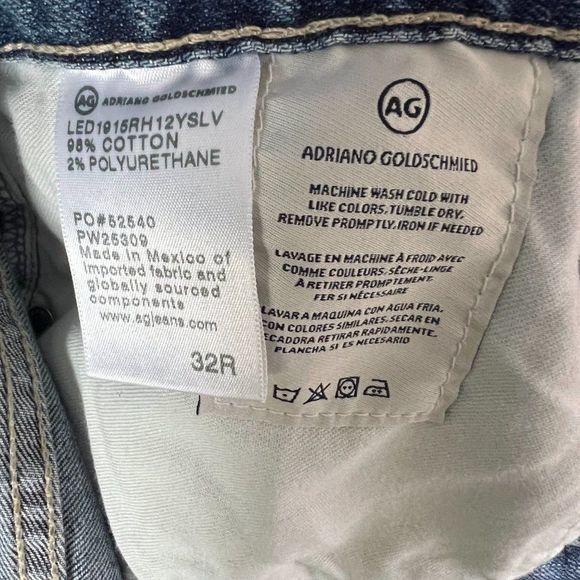 AG ADRIANO GOLDSCHMIED
LED1915RH12YSLV
98% COTTON
2% POLYURETHANE
PO#52540
PW25309
Made in Mexico of
imported fabric and
globally sourced
components
www.agjeans.com
32R
AG
ADRIANO GOLDSCHMIED
MACHINE WASH COLD WITH
LIKE COLORS, TUMBLE DRY,
REMOVE PROMPTLY, IRON IF NEEDED
LAVAGE EN MACHINE À FROID AVEC
COMME COULEURS, SÈCHE-LINGE
À RETIRER PROMPTEMENT,
FER SI NÉCESSAIRE
LAVAR A MAQUINA CON AGUA FRIA,
CON COLORES SIMILARES, SECAR EN
ECADORA RETIRAR RAPIDAMENTE,
PLANCHA SI ES NECESARIO